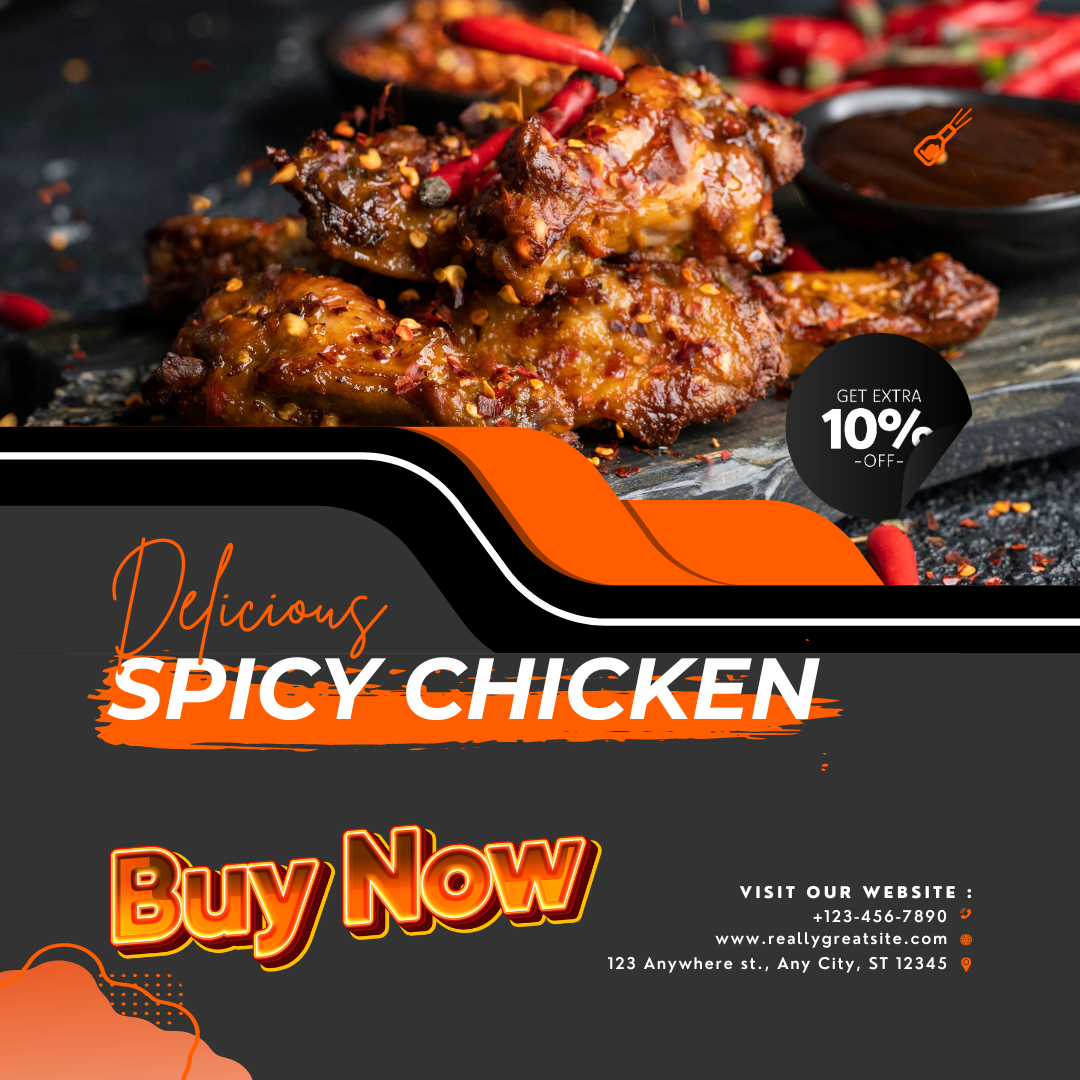 GET EXTRA
10%
-OFF-
Delicious
SPICY CHICKEN
Buy Now
VISIT OUR WEBSITE :
+123-456-7890
www.reallygreatsite.com
123 Anywhere st., Any City, ST 12345